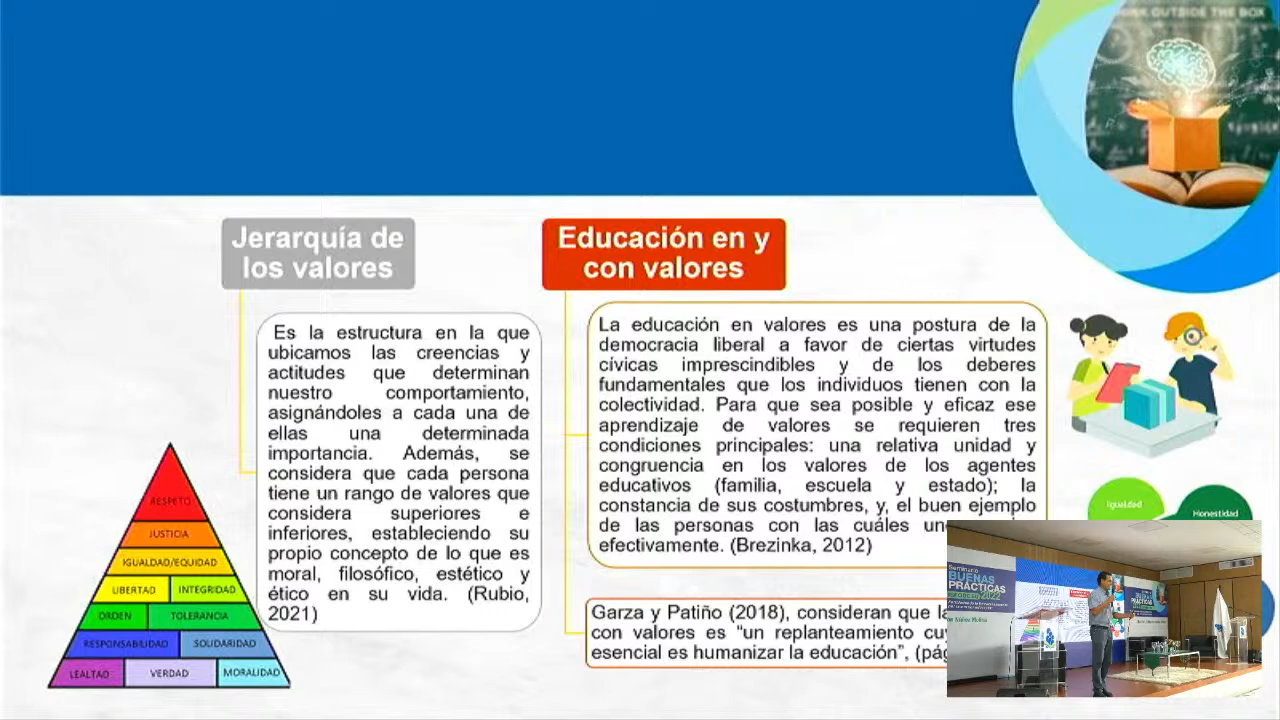 THINK OUTSIDE THE BOX
Jerarquía de
los valores
Es la estructura en la que
ubicamos las creencias y
actitudes que determinan
nuestro comportamiento,
asignándoles a cada una de
ellas una determinada
importancia. Además, se
considera que cada persona
tiene un rango de valores que
considera superiores e
inferiores, estableciendo su
propio concepto de lo que es
moral, filosófico, estético y
ético en su vida. (Rubio,
2021)
RESPETO
JUSTICIA
IGUALDAD/EQUIDAD
LIBERTAD INTEGRIDAD
ORDEN TOLERANCIA
RESPONSABILIDAD SOLIDARIDAD
LEALTAD VERDAD MORALIDAD
Educación en y
con valores
La educación en valores es una postura de la
democracia liberal a favor de ciertas virtudes
cívicas imprescindibles y de los deberes
fundamentales que los individuos tienen con la
colectividad. Para que sea posible y eficaz ese
aprendizaje de valores se requieren tres
condiciones principales: una relativa unidad y
congruencia en los valores de los agentes
educativos (familia, escuela y estado); la
constancia de sus costumbres, y, el buen ejemplo
de las personas con las cuáles
efectivamente. (Brezinka, 2012)
Garza y Patiño (2018), consideran que
con valores es "un replanteamiento
esencial es humanizar la educación",
Igualdad
Honestidad
Seminario
BUENAS
PRÁCTICAS
2022